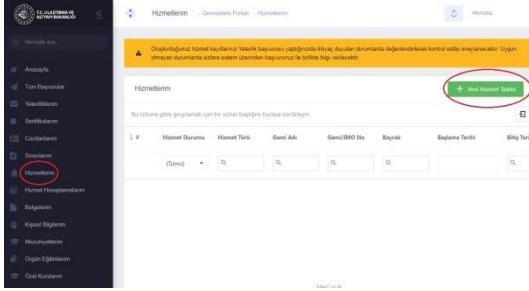 T.C. ULAŞTIRMA VE
ALTYAPI BAKANLIĞI
Menüde ara...
Anasayfa
Tüm Başvurular
Yeterliliklerim
Sertifikalarım
Cüzdanlarım
Sınavlarım
Hizmetlerim
Hizmet Hesaplamalarım
Belgelerim
Kişisel Bilgilerim
Mezuniyetlerim
Örgün Eğitimlerim
Özel Kurslarım
Hizmetlerim
Gemiadamı Portalı
Hizmetlerim
Merhaba,
Oluşturduğunuz hizmet kayıtlarınız Yeterlik başvurusu yaptığınızda ihtiyaç duyulan durumlarda değerlendirilerek kontrol edilip onaylanacaktır. Uygun
olmayan durumlarda sizlere sistem üzerinden başvurunuz ile birlikte bilgi verilecektir.
Hizmetlerim
+ Yeni Hizmet Talebi
Bu sütuna göre gruplamak için bir sütun başlığını buraya sürükleyin
#
Hizmet Durumu
Hizmet Türü
Gemi Adı
Gemi/IMO No
Bayrak
Başlama Tarihi
Bitiş Tari
(Tümü)
Veri yok